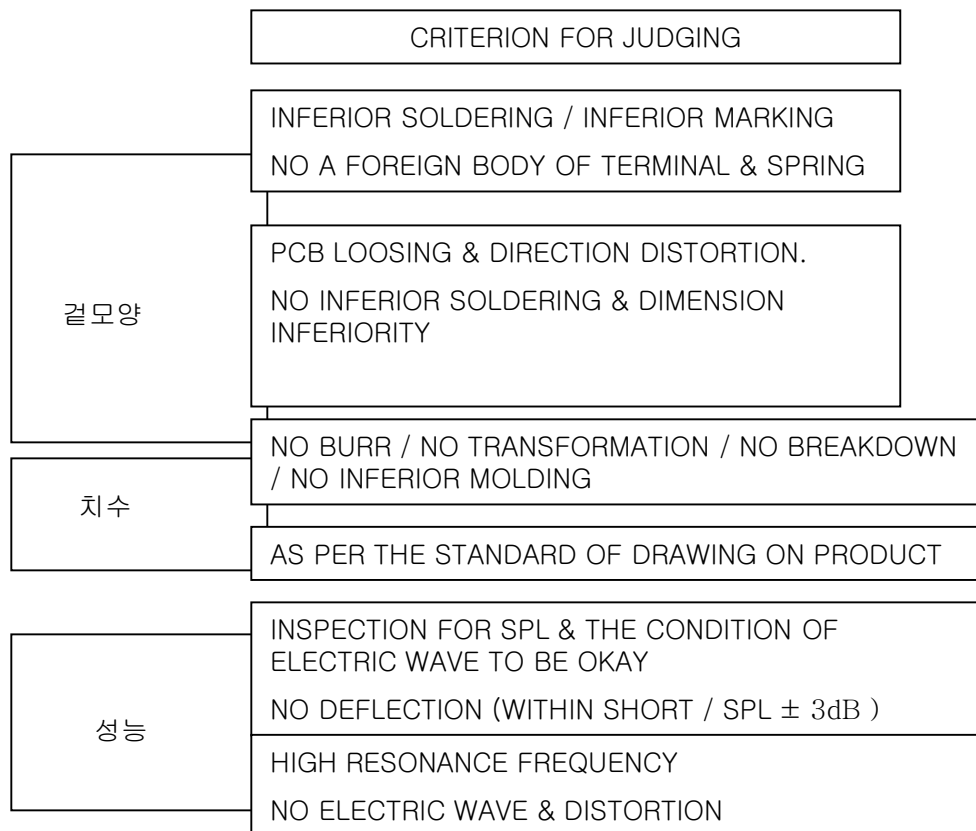 CRITERION FOR JUDGING
INFERIOR SOLDERING / INFERIOR MARKING
NO A FOREIGN BODY OF TERMINAL & SPRING
겉모양
PCB LOOSING & DIRECTION DISTORTION.
NO INFERIOR SOLDERING & DIMENSION
INFERIORITY
NO BURR / NO TRANSFORMATION / NO BREAKDOWN
/ NO INFERIOR MOLDING
치수
AS PER THE STANDARD OF DRAWING ON PRODUCT
성능
INSPECTION FOR SPL & THE CONDITION OF
ELECTRIC WAVE TO BE OKAY
NO DEFLECTION (WITHIN SHORT / SPL ± 3dB )
HIGH RESONANCE FREQUENCY
NO ELECTRIC WAVE & DISTORTION